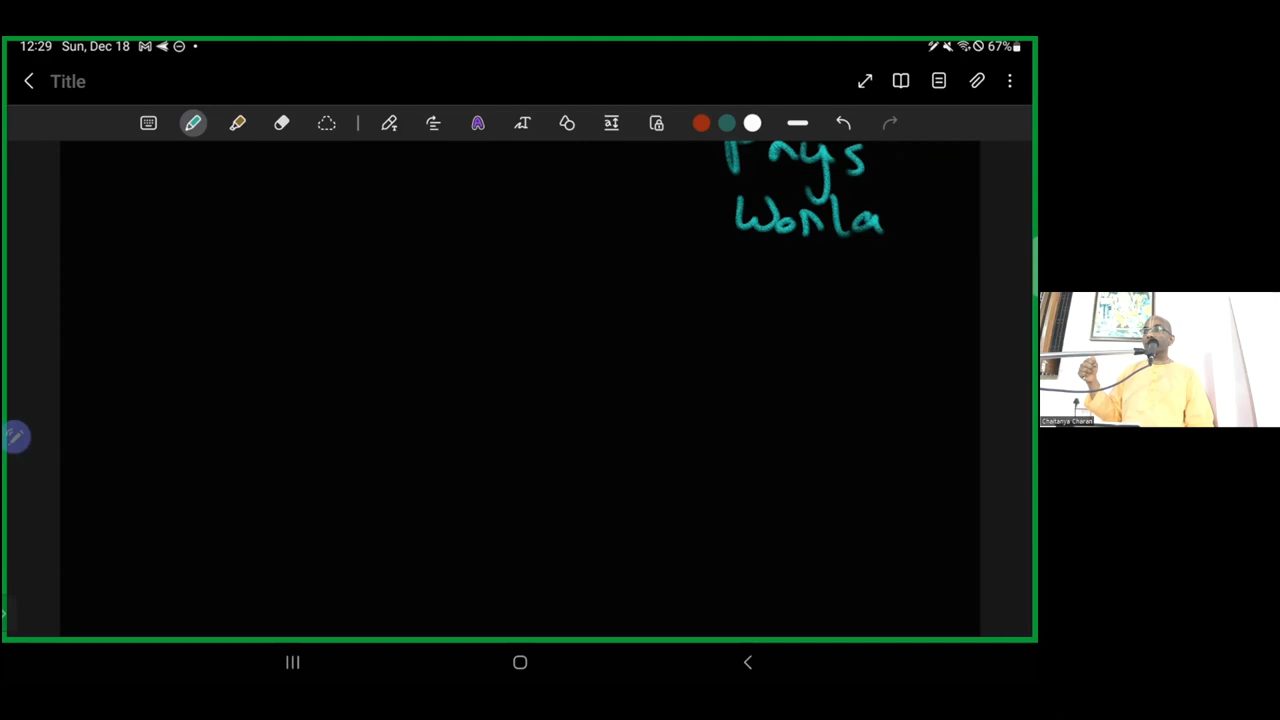 12:29 Sun, Dec 18 67%
Title
Phys
World
Chaitanya Charan